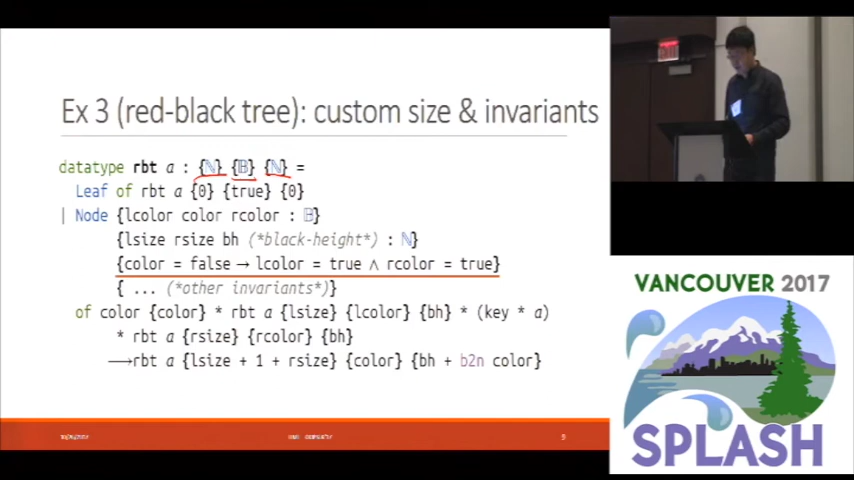 Ex 3 (red-black tree): custom size & invariants
datatype rbt a : {ℕ} {𝔹} {ℕ} =
Leaf of rbt a {0} {true} {0}
| Node {lcolor color rcolor : 𝔹}
{lsize rsize bh (*black-height*) : ℕ}
{color = false → lcolor = true ∧ rcolor = true}
{ ... (*other invariants*)}
of color {color} * rbt a {lsize} {lcolor} {bh} * (key * a)
* rbt a {rsize} {rcolor} {bh}
⟶rbt a {lsize + 1 + rsize} {color} {bh + b2n color}
9
VANCOUVER 2017
SPLASH